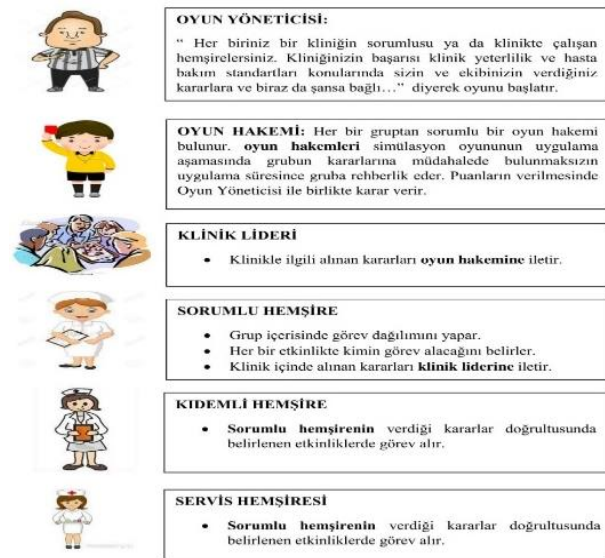 OYUN YÖNETİCİSİ:
“ Her biriniz bir kliniğin sorumlusu ya da klinikte çalışan
hemşirelersiniz. Kliniğinizin başarısı klinik yeterlilik ve hasta
bakım standartları konularında sizin ve ekibinizin verdiğiniz
kararlara ve biraz da şansa bağlı…” diyerek oyunu başlatır.
OYUN HAKEMİ: Her bir gruptan sorumlu bir oyun hakemi
bulunur. oyun hakemleri simülasyon oyununun uygulama
aşamasında grubun kararlarına müdahalede bulunmaksızın
uygulama süresince gruba rehberlik eder. Puanların verilmesinde
Oyun Yöneticisi ile birlikte karar verir.
KLİNİK LİDERİ
• Klinikle ilgili alınan kararları oyun hakemine iletir.
SORUMLU HEMŞİRE
• Grup içerisinde görev dağılımını yapar.
• Her bir etkinlikte kimin görev alacağını belirler.
• Klinik içinde alınan kararları klinik liderine iletir.
KIDEMLİ HEMŞİRE
• Sorumlu hemşirenin verdiği kararlar doğrultusunda
belirlenen etkinliklerde görev alır.
SERVİS HEMŞİRESİ
• Sorumlu hemşirenin verdiği kararlar doğrultusunda
belirlenen etkinliklerde görev alır.